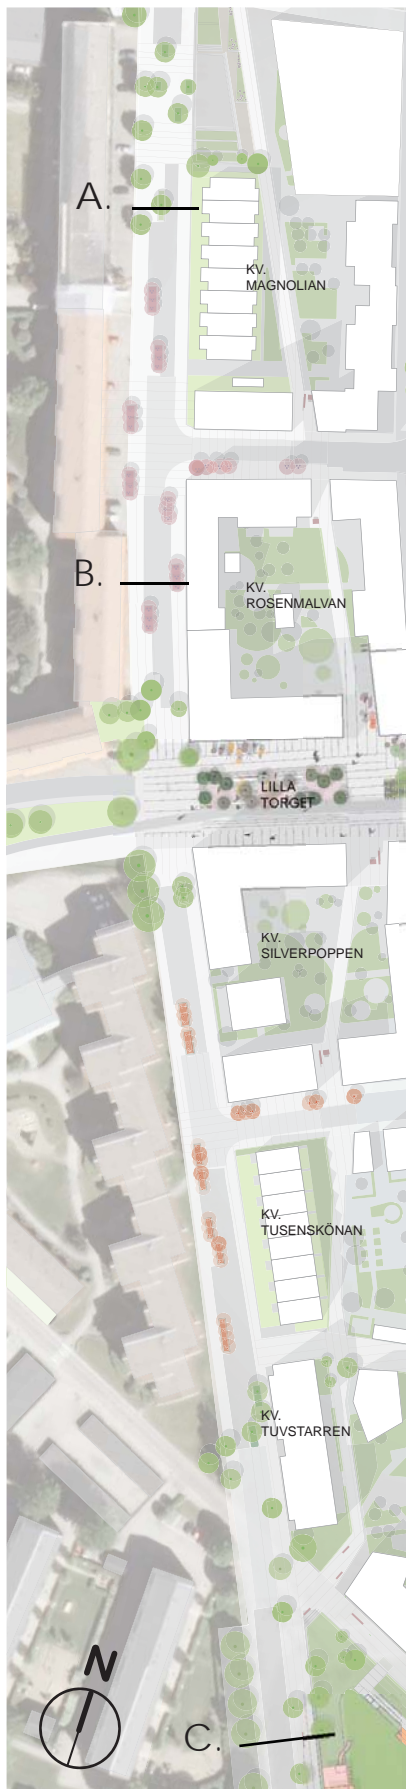 A.
KV.
MAGNOLIAN
B.
KV.
ROSENMALVAN
LILLA
TORGET
KV.
SILVERPOPPEN
KV.
TUSENSKÖNAN
KV.
TUVSTARREN
N
C.